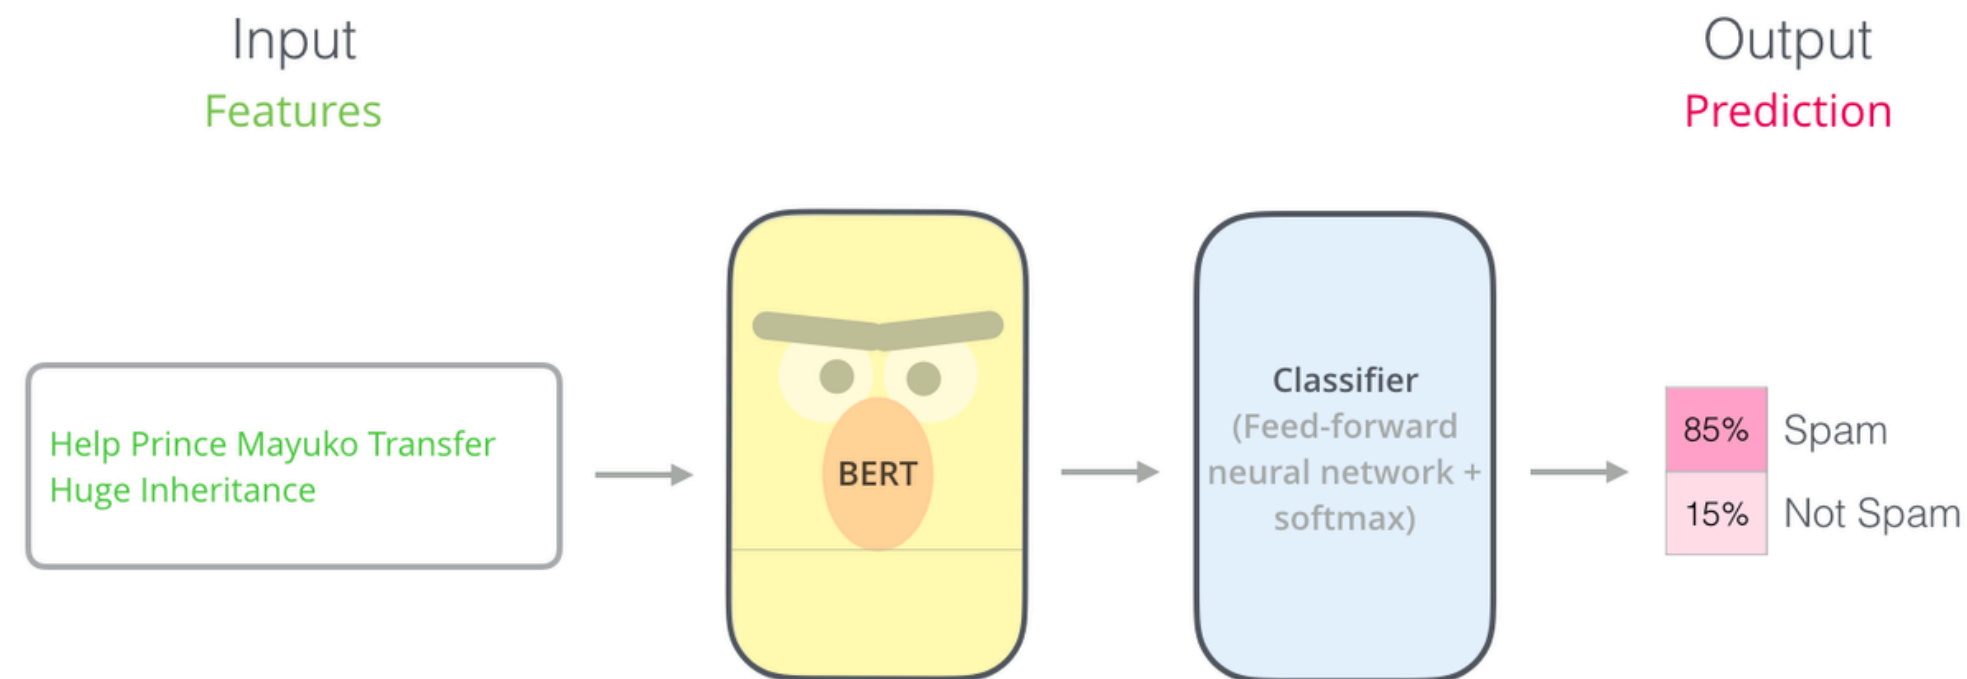 Input
Features
Output
Prediction
Help Prince Mayuko Transfer
Huge Inheritance
BERT
Classifier
(Feed-forward
neural network +
softmax)
85% Spam
15% Not Spam